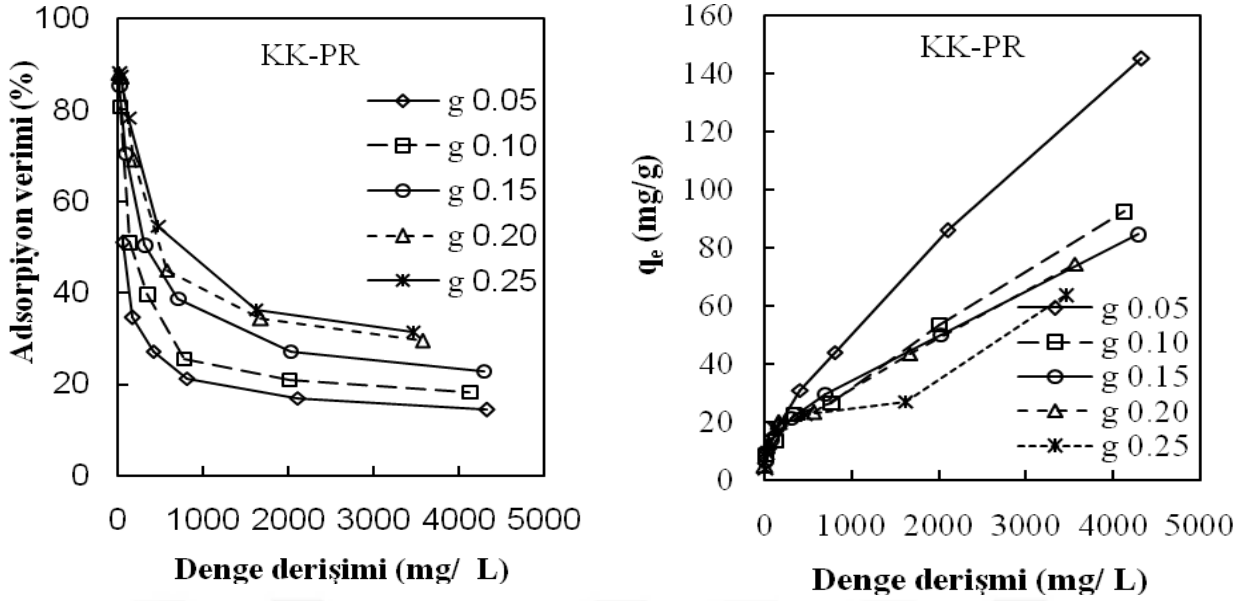 100
80
60
40
20
0
Adsorpiyon verimi (%)
KK-PR
g 0.05
g 0.10
g 0.15
g 0.20
g 0.25
0 1000 2000 3000 4000 5000
Denge derişimi (mg/ L)
160
140
120
100
80
60
40
20
0
qₑ (mg/g)
KK-PR
g 0.05
g 0.10
g 0.15
g 0.20
g 0.25
0 1000 2000 3000 4000 5000
Denge derişmi (mg/ L)